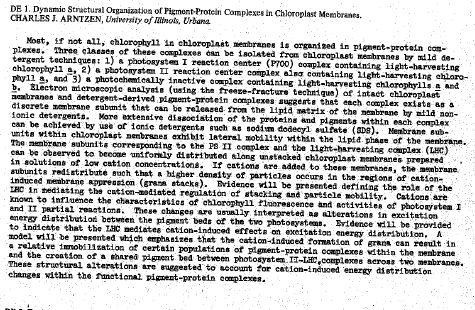 DE 1. Dynamic Structural Organization of Pigment-Protein Complexes in Chloroplast Membranes.
CHARLES J. ARNTZEN, University of Illinois, Urbana.
Most, if not all, chlorophyll in chloroplast membranes is organized in pigment-protein com-
plexes. Three classes of these complexes can be isolated from chloroplast membranes by mild de-
tergent techniques: 1) a photosystem I reaction center (P700) complex containing light-harvesting
chlorophyll a, 2) a photosystem II reaction center complex also containing light-harvesting chloro-
phyll a, and 3) a photochemically inactive complex containing light-harvesting chlorophylls a and
b. Electron microscopic analysis (using the freeze-fracture technique) of intact chloroplast
membranes and detergent-derived pigment-protein complexes suggests that each complex exists as a
discrete membrane subunit that can be released from the lipid matrix of the membrane by mild non-
ionic detergents. More extensive dissociation of the proteins and pigments within each complex
can be achieved by use of ionic detergents such as sodium dodecyl sulfate (SDS). Membrane sub-
units within chloroplast membranes exhibit lateral mobility within the lipid phase of the membrane.
The membrane subunits corresponding to the PS II complex and the light-harvesting complex (LHC)
can be observed to become uniformly distributed along unstacked chloroplast membranes prepared
in solutions of low cation concentrations. If cations are added to these membranes, the membrane
subunits redistribute such that a higher density of particles occurs in the regions of cation-
induced membrane appression (grana stacks). Evidence will be presented defining the role of the
LHC in mediating the cation-mediated regulation of stacking and particle mobility. Cations are
known to influence the characteristics of chlorophyll fluorescence and activities of photosystem I
and II partial reactions. These changes are usually interpreted as alterations in excitation
energy distribution between the pigment beds of the two photosystems. Evidence will be provided
to indicate that the LHC mediates cation-induced effects on excitation energy distribution. A
model will be presented which emphasizes that the cation-induced formation of grana can result in
a relative immobilization of certain populations of pigment-protein complexes within the membrane
and the creation of a shared pigment bed between photosystem II-LHC complexes across two membranes.
These structural alterations are suggested to account for cation-induced energy distribution
changes within the functional pigment-protein complexes.